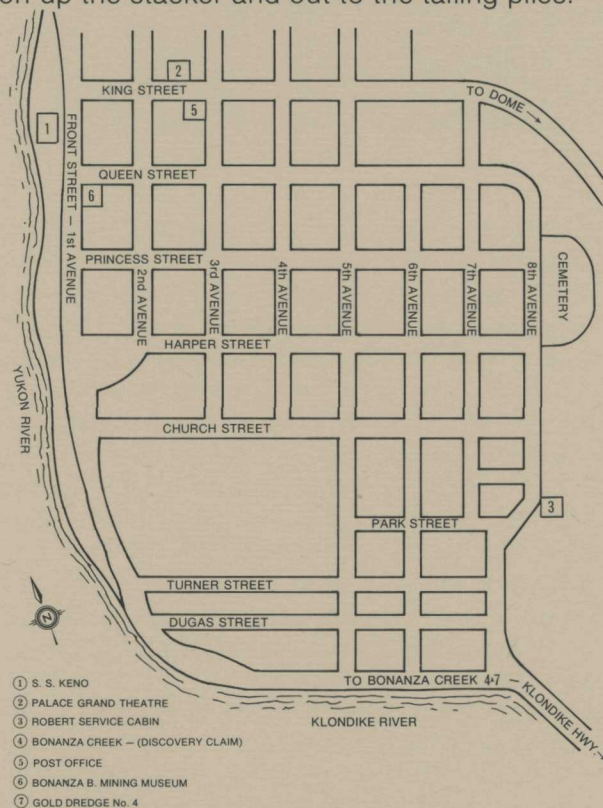 up the stacker and out to the tailing piles.
2
KING STREET
TO DOME →
5
1
FRONT STREET — 1st AVENUE
QUEEN STREET
6
PRINCESS STREET
2nd AVENUE
3rd AVENUE
4th AVENUE
5th AVENUE
6th AVENUE
7th AVENUE
8th AVENUE
CEMETERY
HARPER STREET
YUKON RIVER
CHURCH STREET
3
PARK STREET
TURNER STREET
N
DUGAS STREET
TO BONANZA CREEK 4•7 — KLONDIKE HWY. →
KLONDIKE RIVER
① S. S. KENO
② PALACE GRAND THEATRE
③ ROBERT SERVICE CABIN
④ BONANZA CREEK — (DISCOVERY CLAIM)
⑤ POST OFFICE
⑥ BONANZA B. MINING MUSEUM
⑦ GOLD DREDGE No. 4